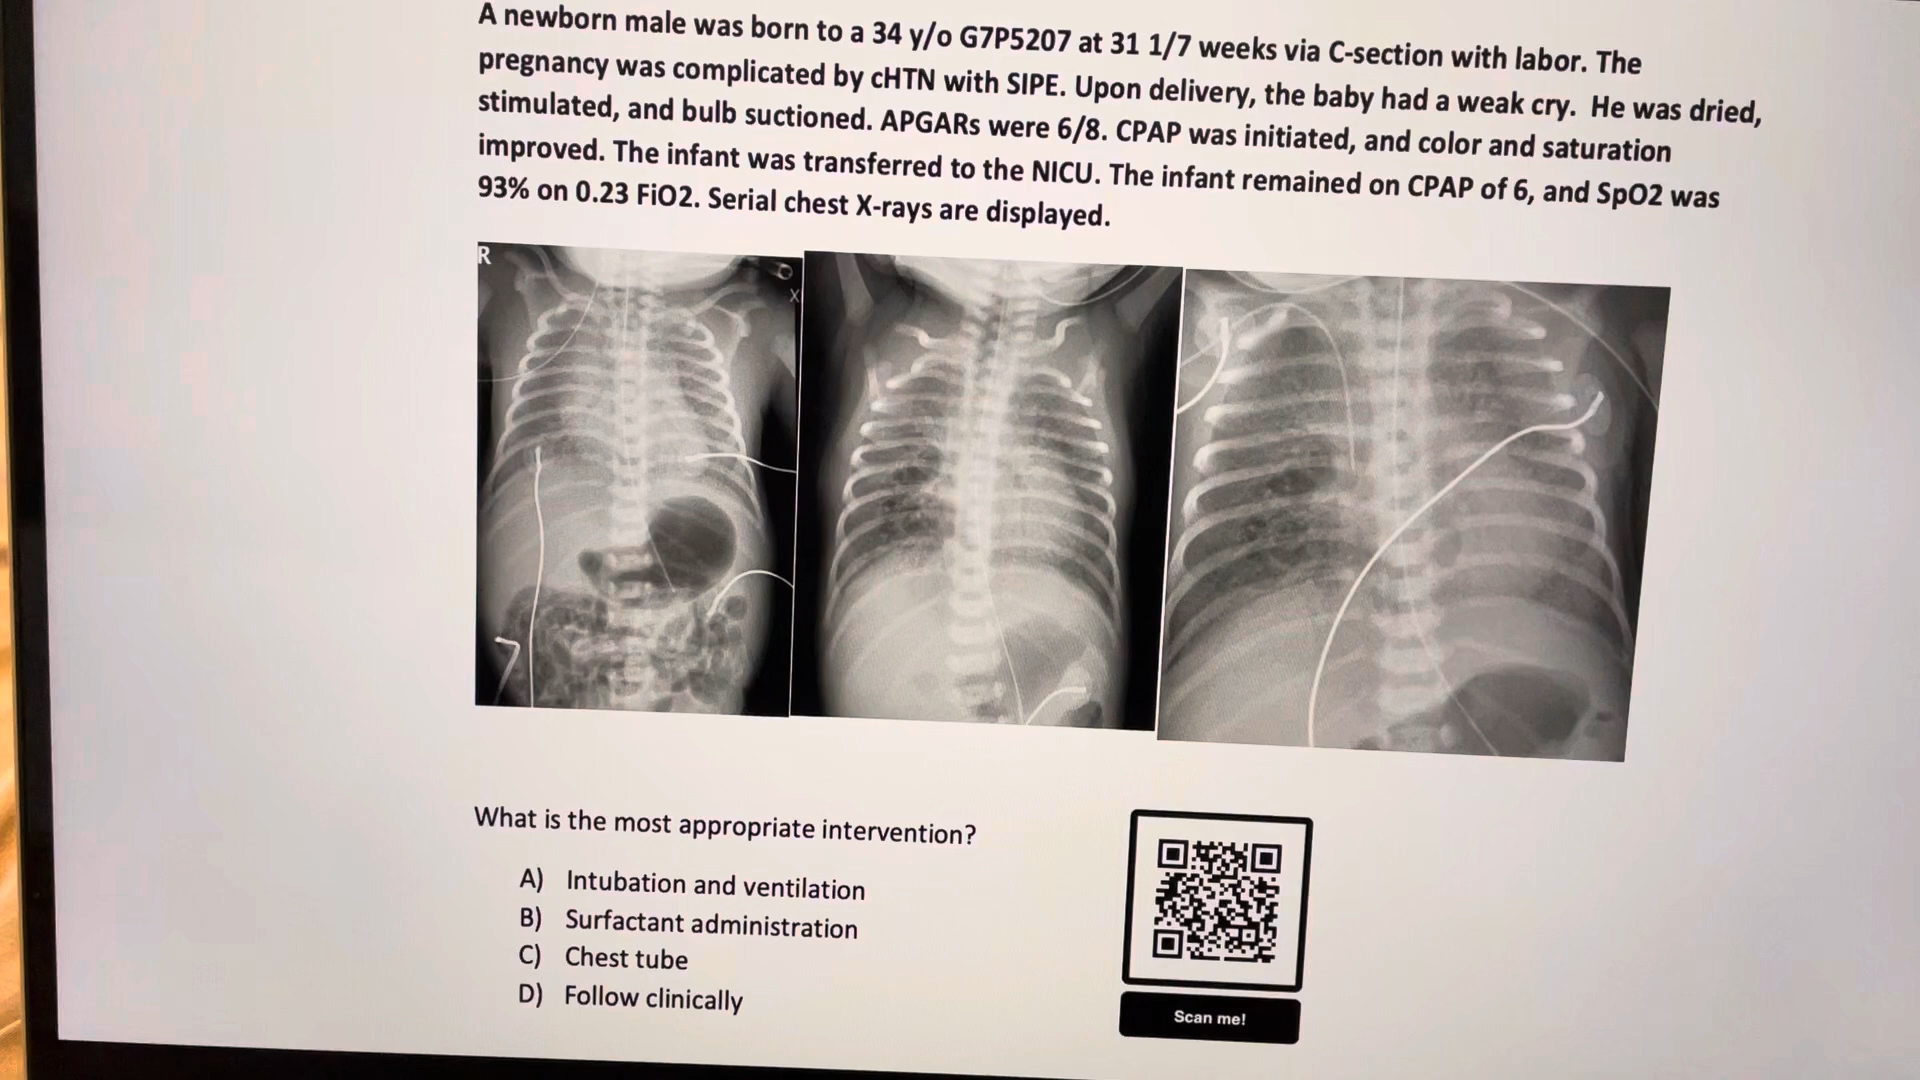 A newborn male was born to a 34 y/o G7P5207 at 31 1/7 weeks via C-section with labor. The
pregnancy was complicated by cHTN with SIPE. Upon delivery, the baby had a weak cry. He was dried,
stimulated, and bulb suctioned. APGARs were 6/8. CPAP was initiated, and color and saturation
improved. The infant was transferred to the NICU. The infant remained on CPAP of 6, and SpO2 was
93% on 0.23 FiO2. Serial chest X-rays are displayed.
R
X
What is the most appropriate intervention?
A) Intubation and ventilation
B) Surfactant administration
C) Chest tube
D) Follow clinically
Scan me!